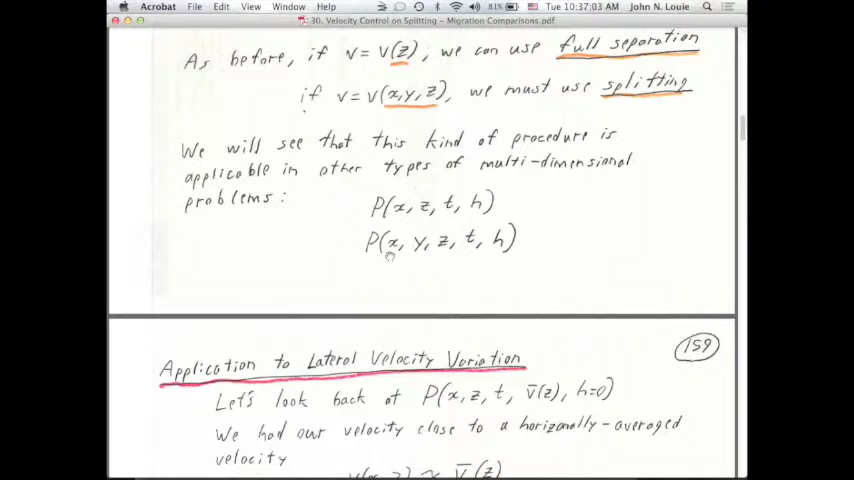 Acrobat File Edit View Window Help 81% Tue 10:37:03 AM John N. Louie
30. Velocity Control on Splitting – Migration Comparisons.pdf
As before, if v = v(z), we can use full separation
if v = v(x,y,z), we must use splitting
We will see that this kind of procedure is
applicable in other types of multi-dimensional
problems:
P(x, z, t, h)
P(x, y, z, t, h)
159
Application to Lateral Velocity Variation
Let's look back at P(x, z, t, v̄(z), h=0)
We had our velocity close to a horizonally-averaged
velocity
v(x,z) ≈ v̄(z)